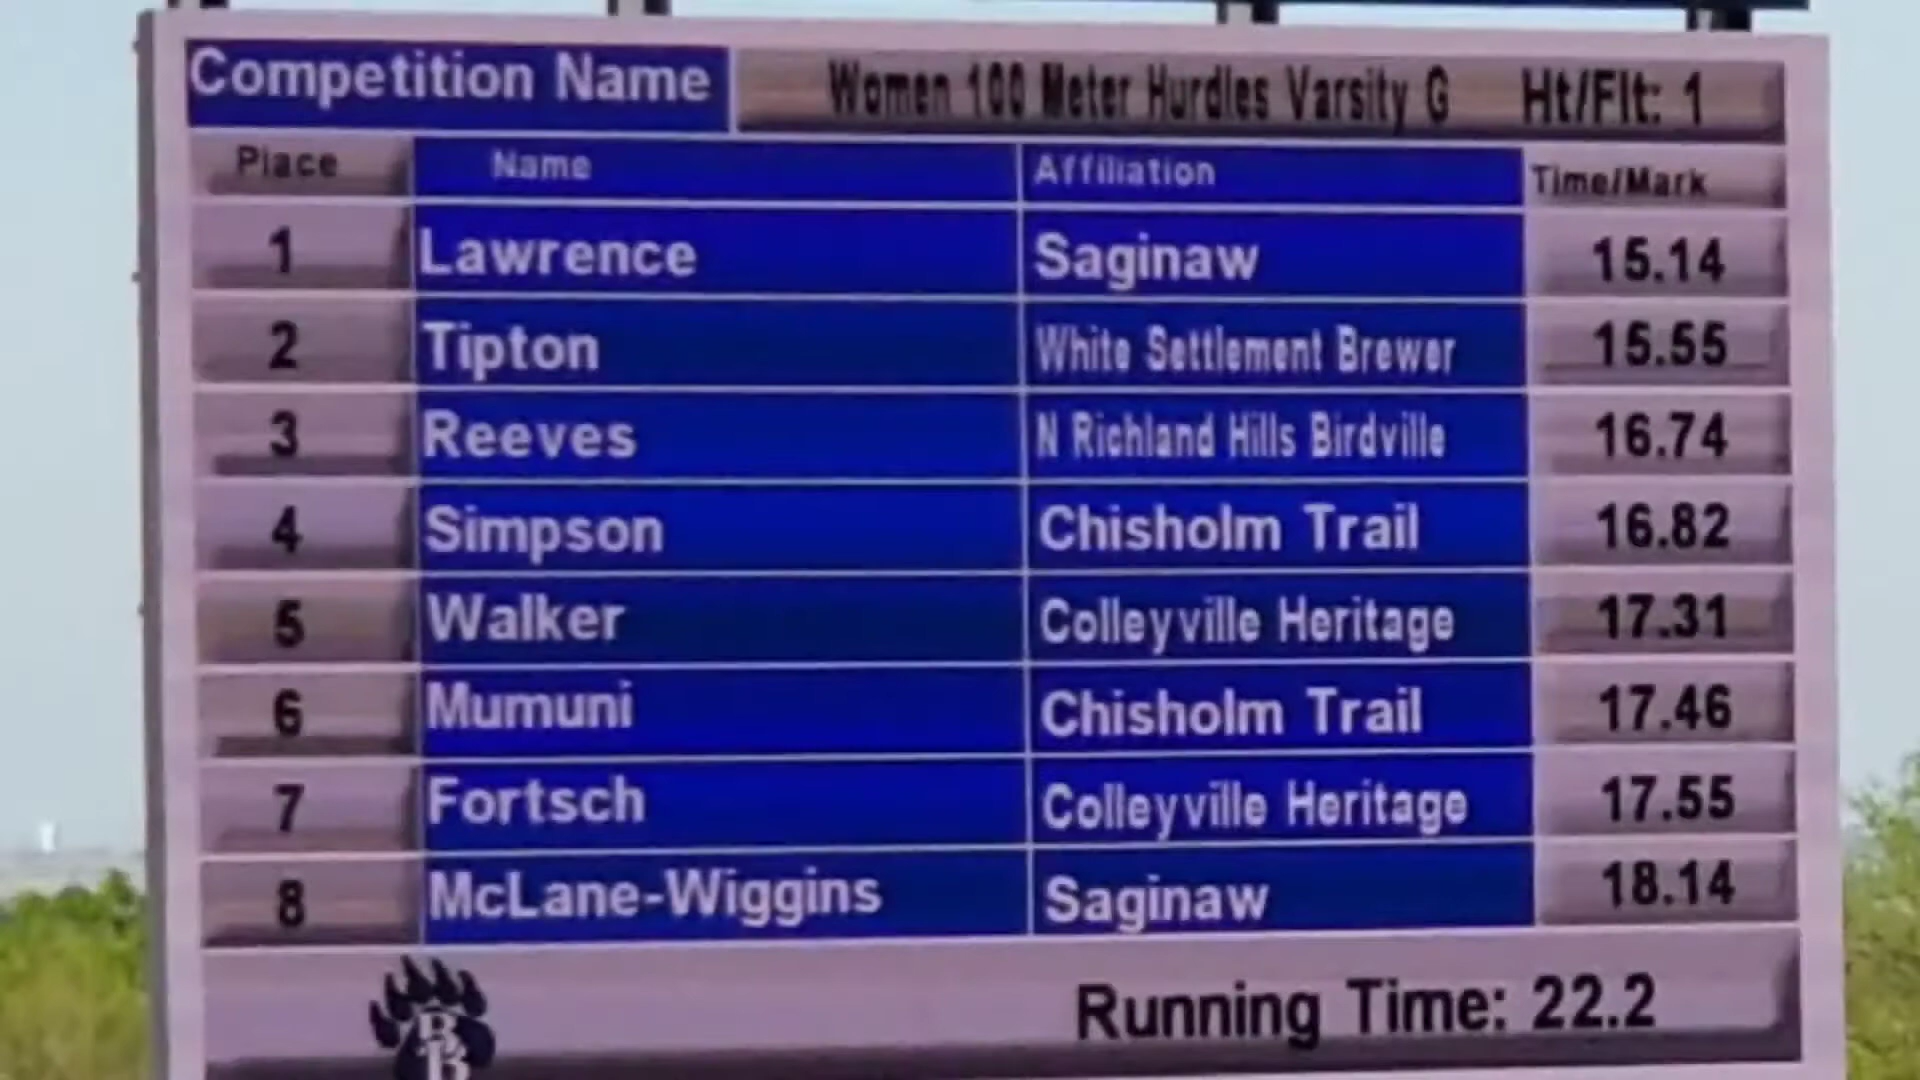 Competition Name Women 100 Meter Hurdles Varsity G Ht/Flt: 1
Place Name Affiliation Time/Mark
1 Lawrence Saginaw 15.14
2 Tipton White Settlement Brewer 15.55
3 Reeves N Richland Hills Birdville 16.74
4 Simpson Chisholm Trail 16.82
5 Walker Colleyville Heritage 17.31
6 Mumuni Chisholm Trail 17.46
7 Fortsch Colleyville Heritage 17.55
8 McLane-Wiggins Saginaw 18.14
Running Time: 22.2
BB